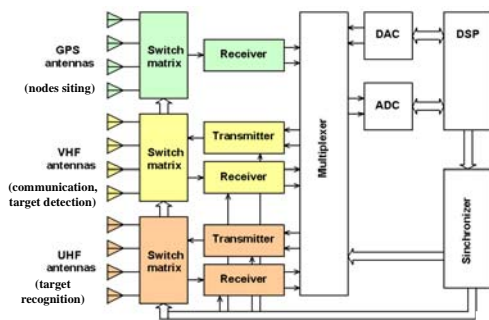 GPS
antennas
(nodes siting)
Switch
matrix
Receiver
VHF
antennas
(communication,
target detection)
Switch
matrix
Transmitter
Receiver
UHF
antennas
(target
recognition)
Switch
matrix
Transmitter
Receiver
Multiplexer
DAC
ADC
DSP
Sinchronizer